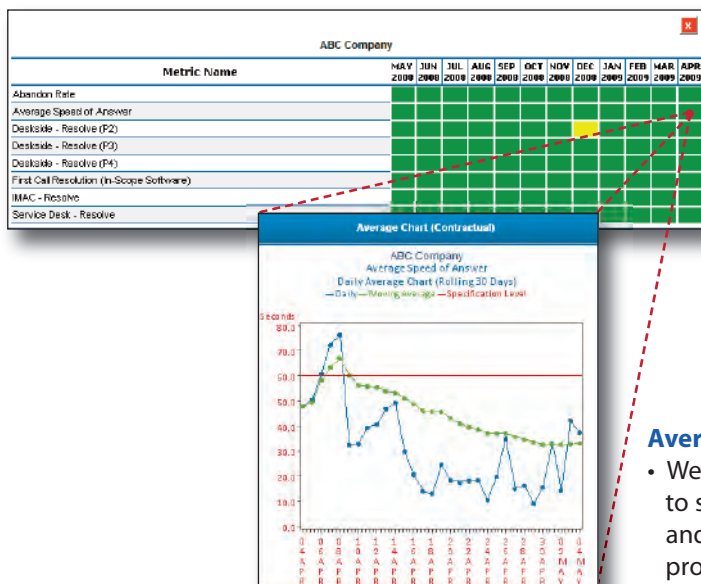 x
ABC Company
Metric Name
MAY JUN JUL AUG SEP OCT NOV DEC JAN FEB MAR APR
2008 2008 2008 2008 2008 2008 2008 2008 2009 2009 2009 2009
Abandon Rate
Average Speed of Answer
Deskside - Resolve (P2)
Deskside - Resolve (P3)
Deskside - Resolve (P4)
First Call Resolution (In-Scope Software)
IMAC - Resolve
Service Desk - Resolve
Average Chart (Contractual)
ABC Company
Average Speed of Answer
Daily Average Chart (Rolling 30 Days)
Daily Moving Average Specification Level
Seconds
80.0
70.0
60.0
50.0
40.0
30.0
20.0
10.0
0.0
Aver
• We
to s
and
pro